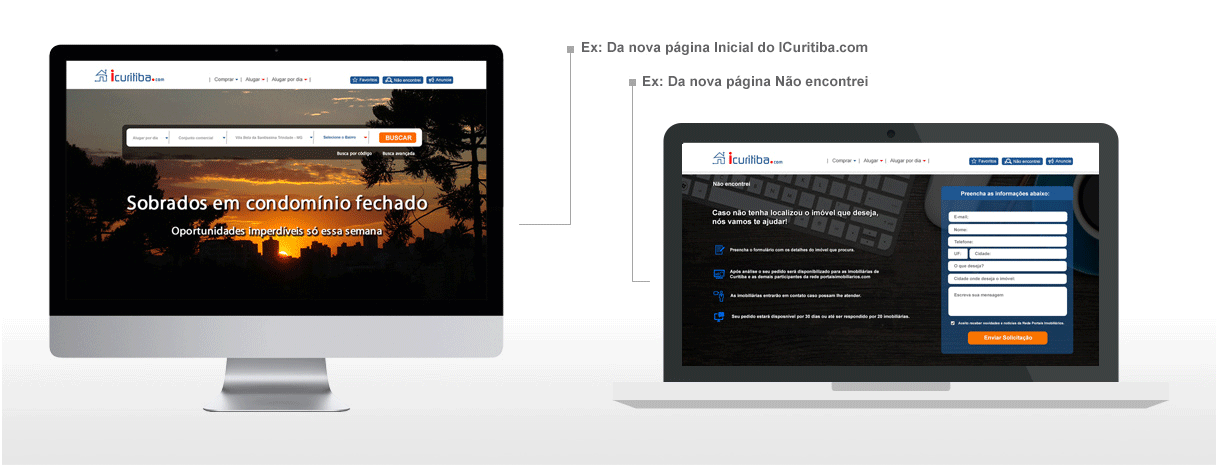 Ex: Da nova página Inicial do ICuritiba.com
Ex: Da nova página Não encontrei
icuritiba.com
| Comprar | Alugar | Alugar por dia |
Favoritos
Não encontrei
Anuncie
Alugar por dia
Conjunto comercial
Vila Bela da Santíssima Trindade - MG
Selecione o Bairro
BUSCAR
Busca por código
Busca avançada
Sobrados em condomínio fechado
Oportunidades imperdíveis só essa semana
icuritiba.com
| Comprar | Alugar | Alugar por dia |
Favoritos
Não encontrei
Anuncie
Não encontrei
Caso não tenha localizou o imóvel que deseja,
nós vamos te ajudar!
Preencha o formulário com os detalhes do imóvel que procura.
Após análise o seu pedido será disponibilizado para as imobiliárias de
Curitiba e as demais participantes da rede portaisimobiliarios.com
As imobiliárias entrarão em contato caso possam lhe atender.
Seu pedido estará disponível por 30 dias ou até ser respondido por 20 imobiliárias.
Preencha as informações abaixo:
E-mail:
Nome:
Telefone:
UF:
Cidade:
O que deseja?
Cidade onde deseja o imóvel:
Escreva sua mensagem:
Aceito receber novidades e notícias da Rede Portais Imobiliários
Enviar Solicitação